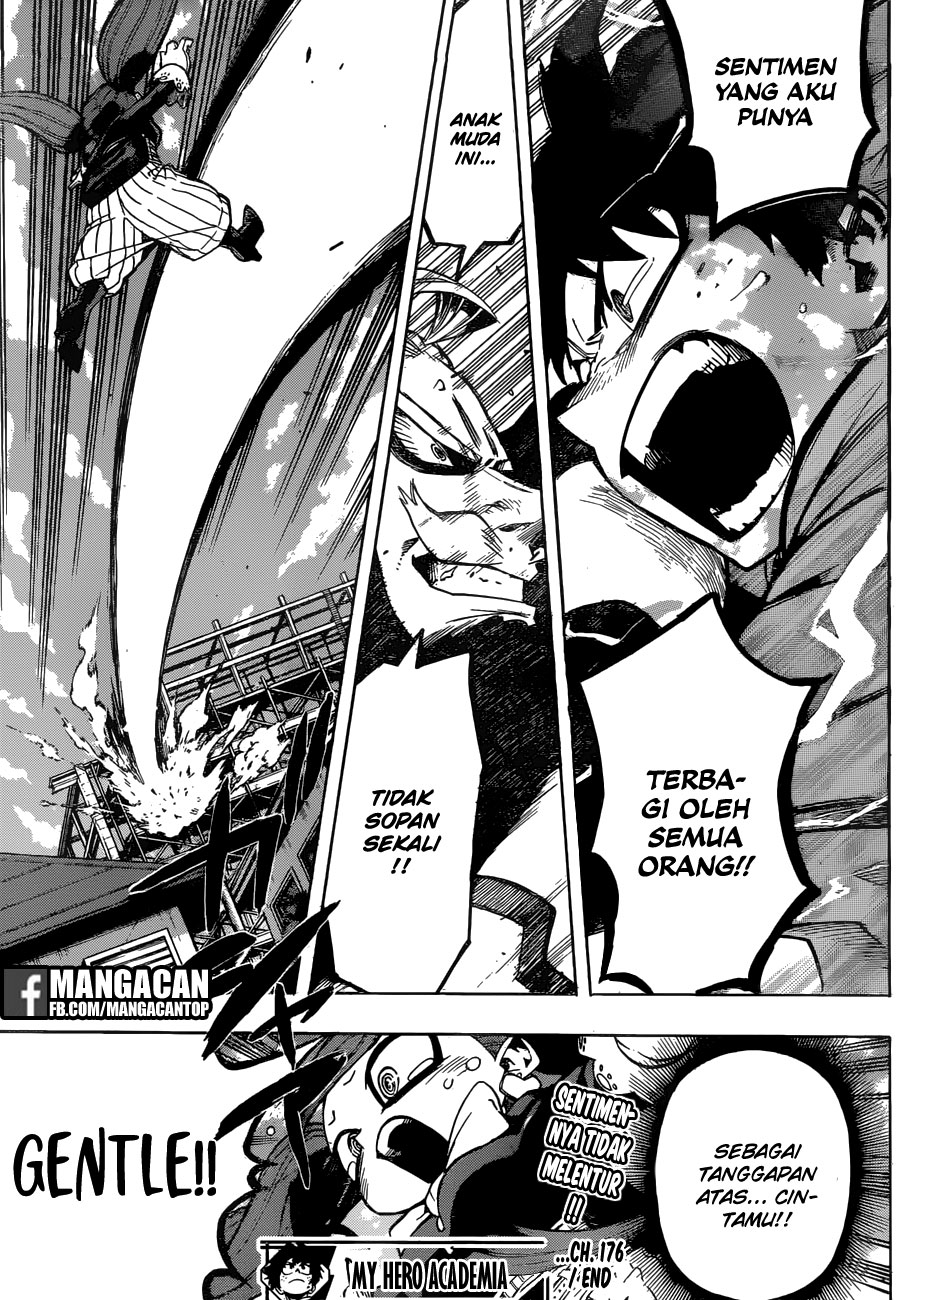 SENTIMEN
YANG AKU
PUNYA
TERBA-
GI OLEH
SEMUA
ORANG!!
ANAK
MUDA
INI...
TIDAK
SOPAN
SEKALI
!!
MANGACAN
FB.COM/MANGACANTOP
SEBAGAI
TANGGAPAN
ATAS... CIN-
TAMU!!
SENTIMEN-
NYA TIDAK
MELENTUR
!!
GENTLE!!
...CH. 176
/ END
MY HERO ACADEMIA